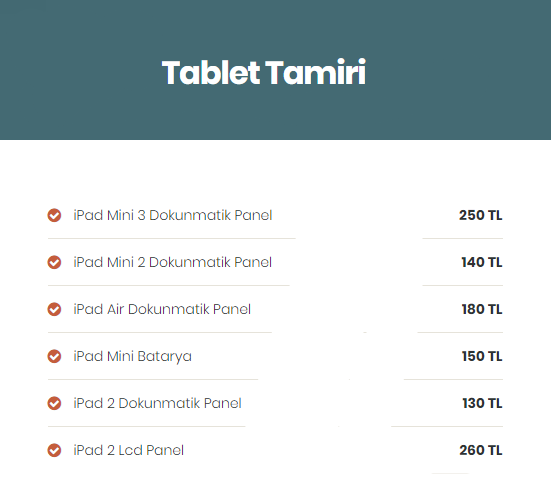 Tablet Tamiri
iPad Mini 3 Dokunmatik Panel 250 TL
iPad Mini 2 Dokunmatik Panel 140 TL
iPad Air Dokunmatik Panel 180 TL
iPad Mini Batarya 150 TL
iPad 2 Dokunmatik Panel 130 TL
iPad 2 Lcd Panel 260 TL